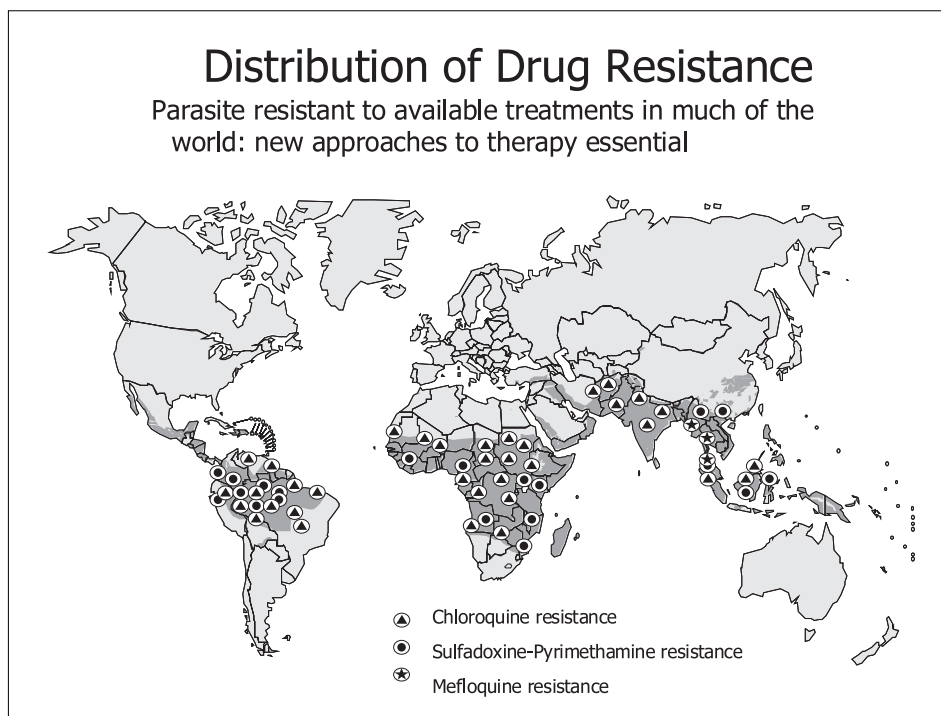 Distribution of Drug Resistance
Parasite resistant to available treatments in much of the
world: new approaches to therapy essential
Chloroquine resistance
Sulfadoxine-Pyrimethamine resistance
Mefloquine resistance